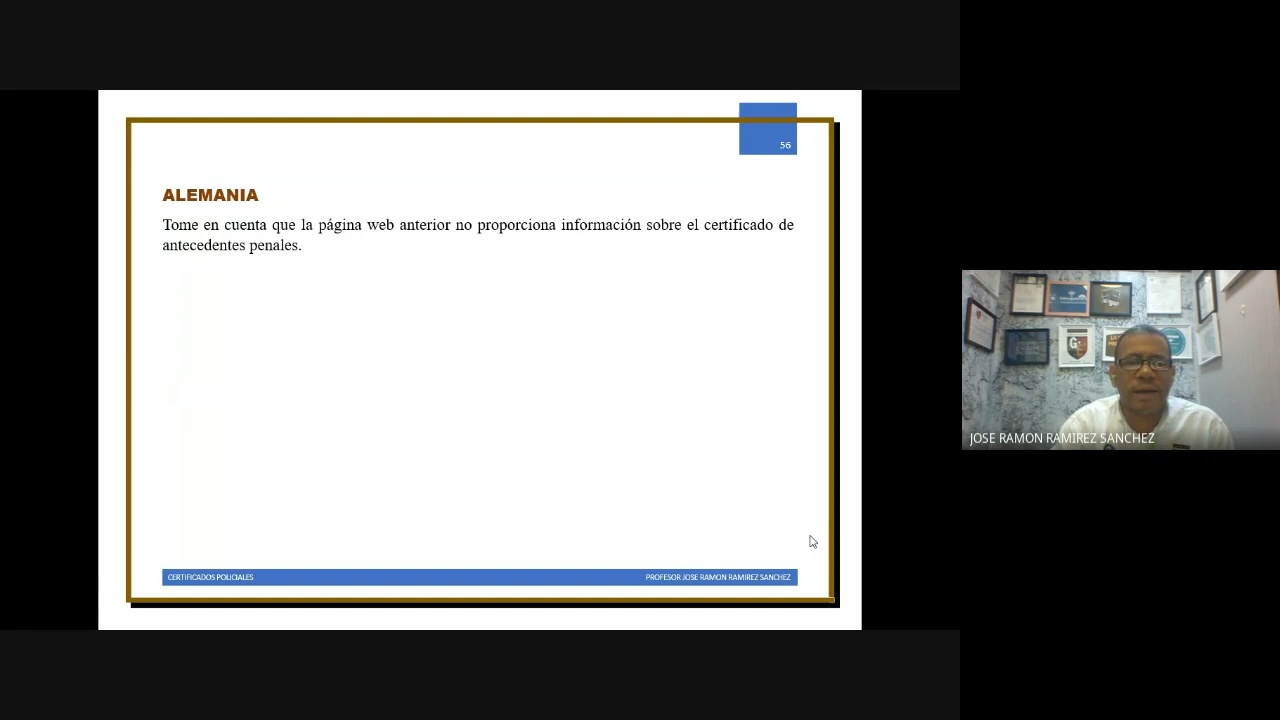 56
ALEMANIA
Tome en cuenta que la página web anterior no proporciona información sobre el certificado de
antecedentes penales.
CERTIFICADOS POLICIALES
PROFESOR JOSE RAMON RAMIREZ SANCHEZ
JOSE RAMON RAMIREZ SANCHEZ